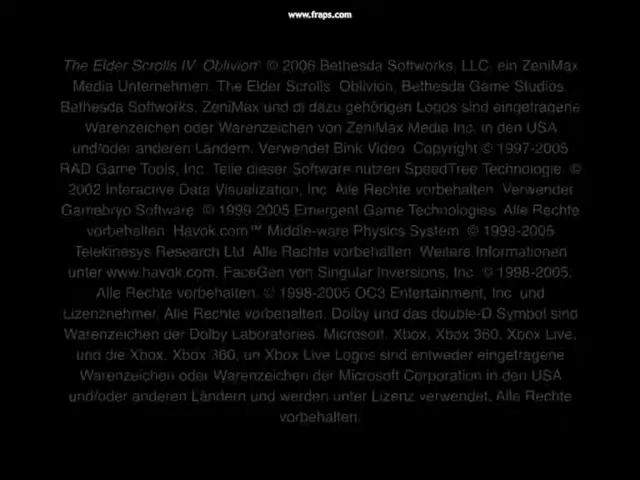 www.fraps.com
The Elder Scrolls IV: Oblivion® © 2006 Bethesda Softworks, LLC. ein ZeniMax
Media Unternehmen. The Elder Scrolls, Oblivion, Bethesda Game Studios,
Bethesda Softworks, ZeniMax und di dazu gehörigen Logos sind eingetragene
Warenzeichen oder Warenzeichen von ZeniMax Media Inc. in den USA
und/oder anderen Ländern. Verwendet Bink Video. Copyright © 1997-2005
RAD Game Tools, Inc. Teile dieser Software nutzen SpeedTree Technologie. ©
2002 Interactive Data Visualization, Inc. Alle Rechte vorbehalten. Verwendet
Gamebryo Software. © 1999-2005 Emergent Game Technologies. Alle Rechte
vorbehalten. Havok.com™ Middle-ware Physics System. © 1999-2005
Telekinesys Research Ltd. Alle Rechte vorbehalten. Weitere Informationen
unter www.havok.com. FaceGen von Singular Inversions, Inc. © 1998-2005.
Alle Rechte vorbehalten. © 1998-2005 OC3 Entertainment, Inc. und
Lizenznehmer. Alle Rechte vorbehalten. Dolby und das double-D Symbol sind
Warenzeichen der Dolby Laboratories. Microsoft, Xbox, Xbox 360, Xbox Live,
und die Xbox, Xbox 360, un Xbox Live Logos sind entweder eingetragene
Warenzeichen oder Warenzeichen der Microsoft Corporation in den USA
und/oder anderen Ländern und werden unter Lizenz verwendet. Alle Rechte
vorbehalten.